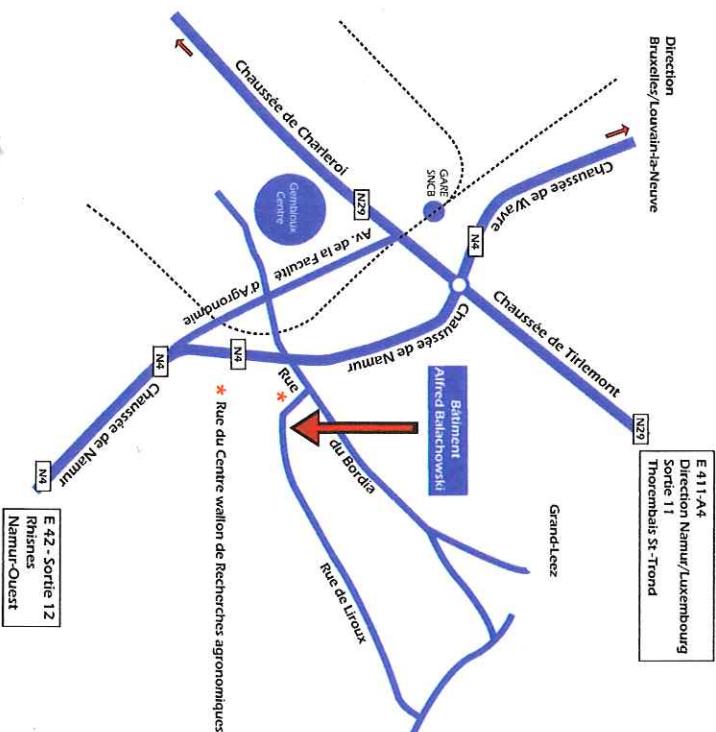 Direction
Bruxelles/Louvain-la-Neuve
E 411-A4
Direction Namur/Luxembourg
Sortie 11
Thorembais St-Trond
N29
Chaussée de Tirlemont
Chaussée de Wavre
N4
GARE
SNCB
N29
Chaussée de Charleroi
Gembloux
Centre
Av. de la Faculté
d'Agronomie
Chaussée de Namur
Bâtiment
Alfred Balachowski
Grand-Leez
Rue
du Bordia
*
Rue de Liroux
N4
N4
Chaussée de Namur
N4
* Rue du Centre wallon de Recherches agronomiques
E 42 - Sortie 12
Rhisnes
Namur-Ouest